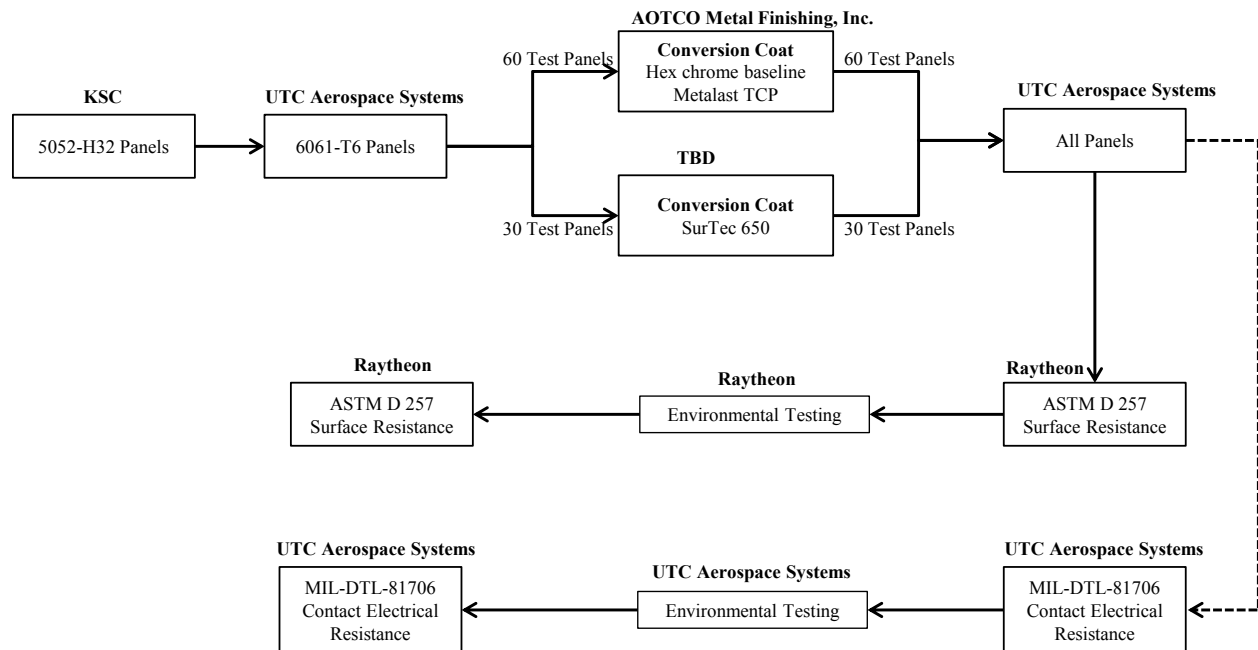 AOTCO Metal Finishing, Inc.
60 Test Panels
Conversion Coat
Hex chrome baseline
Metalast TCP
60 Test Panels
KSC
5052-H32 Panels
UTC Aerospace Systems
6061-T6 Panels
UTC Aerospace Systems
All Panels
TBD
30 Test Panels
Conversion Coat
SurTec 650
30 Test Panels
Raytheon
ASTM D 257
Surface Resistance
Raytheon
Environmental Testing
Raytheon
ASTM D 257
Surface Resistance
UTC Aerospace Systems
MIL-DTL-81706
Contact Electrical
Resistance
UTC Aerospace Systems
Environmental Testing
UTC Aerospace Systems
MIL-DTL-81706
Contact Electrical
Resistance